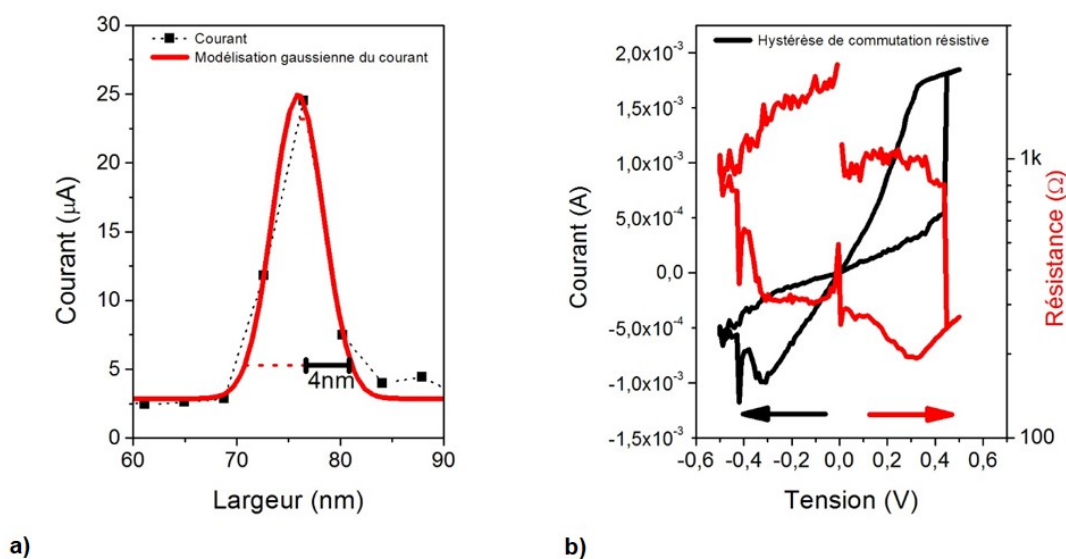 30
25
20
15
10
5
0
60
70
80
90
Courant (µA)
Largeur (nm)
Courant
Modélisation gaussienne du courant
4nm
a)
2,0x10⁻³
1,5x10⁻³
1,0x10⁻³
5,0x10⁻⁴
0,0
-5,0x10⁻⁴
-1,0x10⁻³
-1,5x10⁻³
-0,6
-0,4
-0,2
0,0
0,2
0,4
0,6
Courant (A)
Tension (V)
Hystérèse de commutation résistive
1k
100
Résistance (Ω)
b)